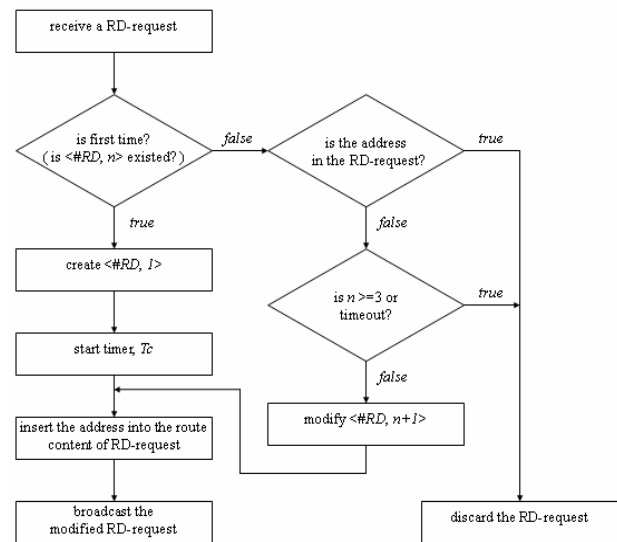 receive a RD-request
is first time?
( is <#RD, n> existed? )
false
is the address
in the RD-request?
true
true
false
create <#RD, 1>
is n >=3 or
timeout?
true
start timer, Tc
false
modify <#RD, n+1>
insert the address into the route
content of RD-request
broadcast the
modified RD-request
discard the RD-request